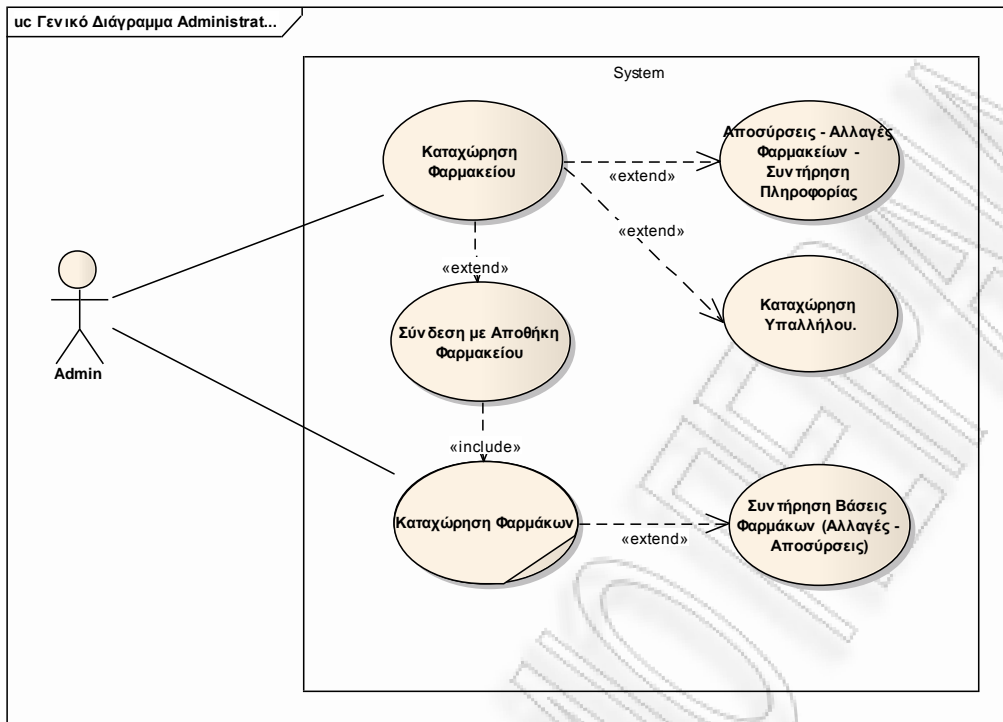 uc Γενικό Διάγραμμα Administrat...
System
Καταχώρηση
Φαρμακείου
Αποσύρσεις - Αλλαγές
Φαρμακείων -
Συντήρηση
Πληροφορίας
«extend»
«extend»
«extend»
Σύνδεση με Αποθήκη
Φαρμακείου
Καταχώρηση
Υπαλλήλου.
Admin
«include»
Καταχώρηση Φαρμάκων
«extend»
Συντήρηση Βάσεις
Φαρμάκων (Αλλαγές -
Αποσύρσεις)